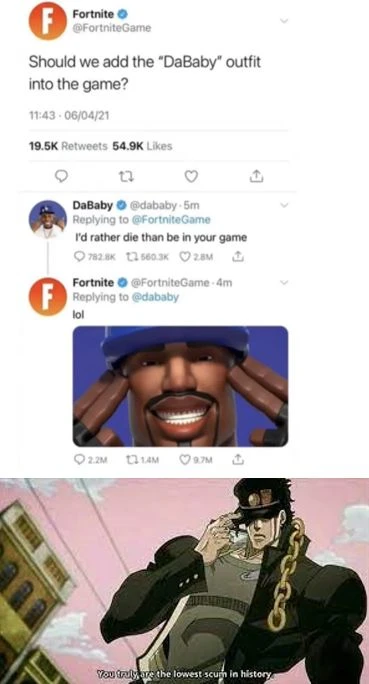 Fortnite
@FortniteGame
Should we add the "DaBaby" outfit
into the game?
11:43 · 06/04/21
19.5K Retweets 54.9K Likes
DaBaby @dababy · 5m
Replying to @FortniteGame
I'd rather die than be in your game
782.8K 560.3K 2.8M
Fortnite @FortniteGame · 4m
Replying to @dababy
lol
2.2M 1.4M 9.7M
You truly are the lowest scum in history.